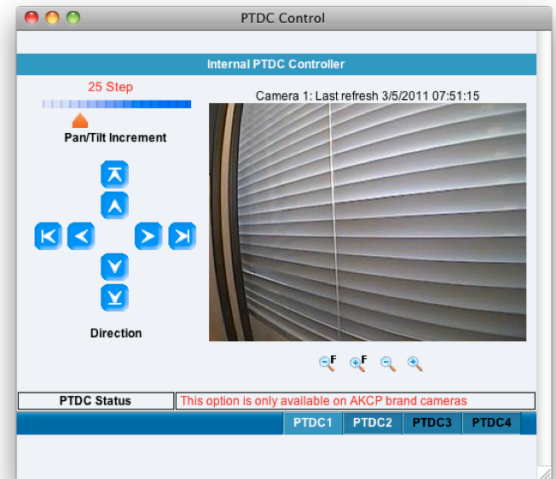 PTDC Control
Internal PTDC Controller
25 Step
Pan/Tilt Increment
Direction
Camera 1: Last refresh 3/5/2011 07:51:15
F F
PTDC Status This option is only available on AKCP brand cameras
PTDC1 PTDC2 PTDC3 PTDC4